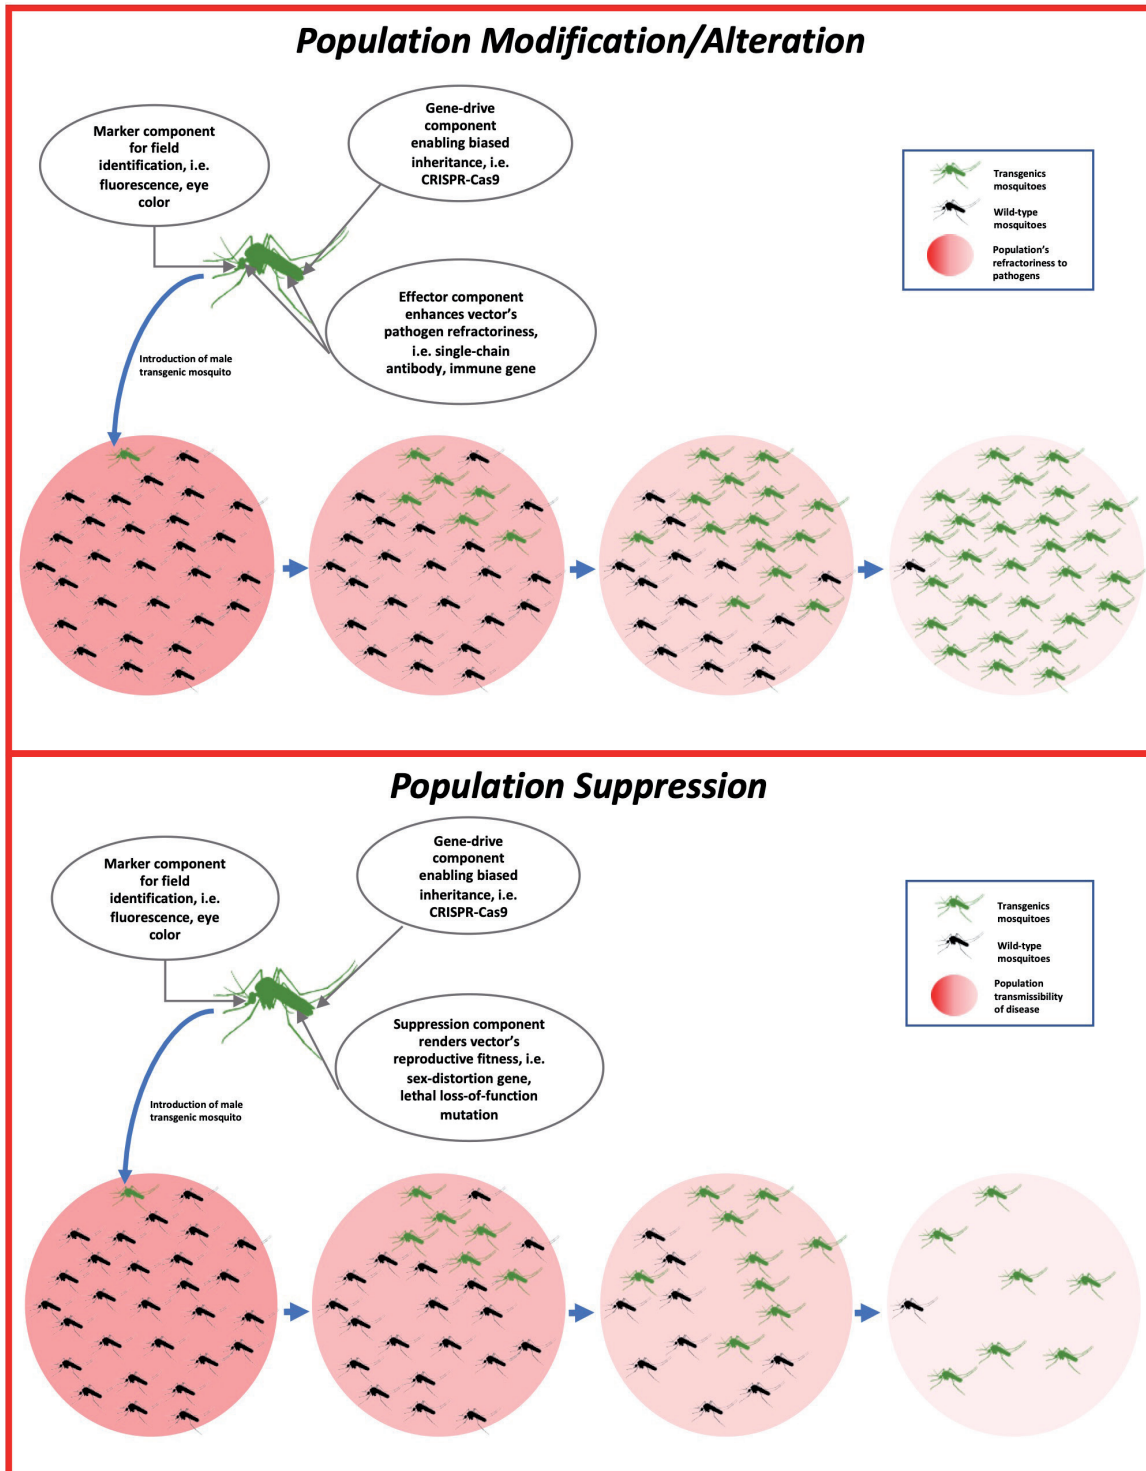 Population Modification/Alteration
Marker component
for field
identification, i.e.
fluorescence, eye
color
Gene-drive
component
enabling biased
inheritance, i.e.
CRISPR-Cas9
Transgenics
mosquitoes
Wild-type
mosquitoes
Population's
refractoriness to
pathogens
Effector component
enhances vector's
pathogen refractoriness,
i.e. single-chain
antibody, immune gene
Introduction of male
transgenic mosquito
Population Suppression
Marker component
for field
identification, i.e.
fluorescence, eye
color
Gene-drive
component
enabling biased
inheritance, i.e.
CRISPR-Cas9
Transgenics
mosquitoes
Wild-type
mosquitoes
Population
transmissibility
of disease
Suppression component
renders vector's
reproductive fitness, i.e.
sex-distortion gene,
lethal loss-of-function
mutation
Introduction of male
transgenic mosquito